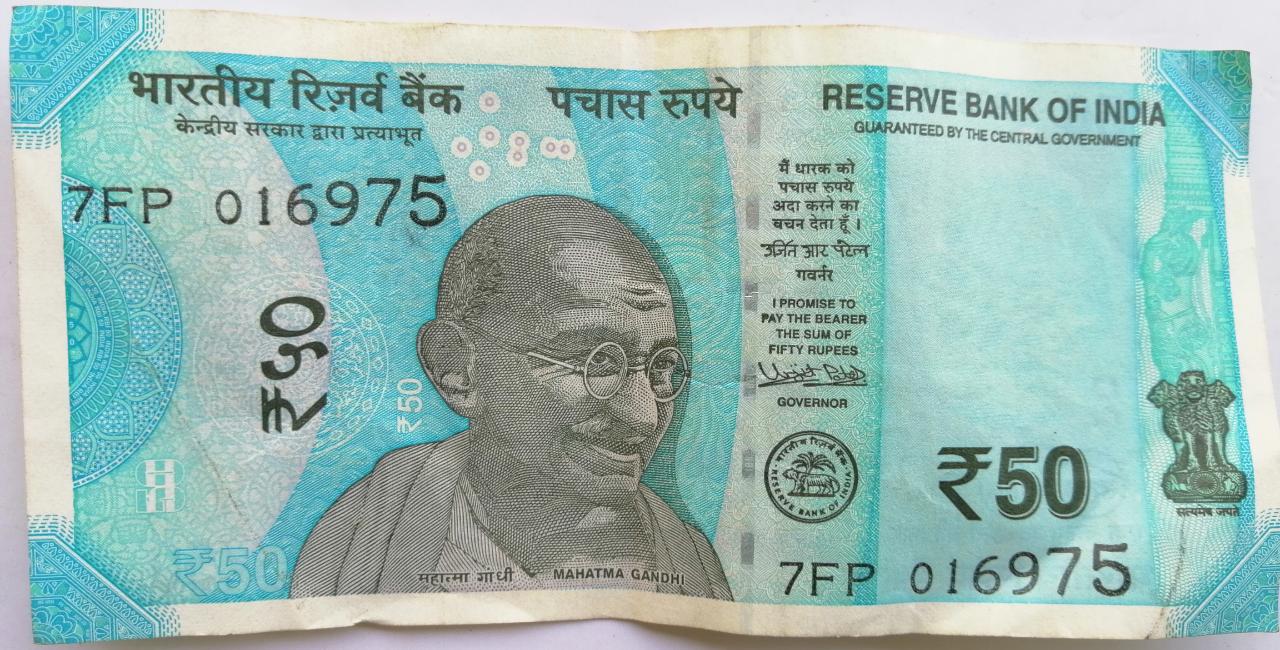 भारतीय रिज़र्व बैंक
केन्द्रीय सरकार द्वारा प्रत्याभूत
7FP 016975
₹५०
₹50
₹50
महात्मा गांधी
MAHATMA GANDHI
पचास रुपये
मैं धारक को
पचास रुपये
अदा करने का
वचन देता हूँ।
उर्जित आर पटेल
गवर्नर
I PROMISE TO
PAY THE BEARER
THE SUM OF
FIFTY RUPEES
Urjit Patel
GOVERNOR
भारतीय रिज़र्व बैंक
RESERVE BANK OF INDIA
RESERVE BANK OF INDIA
GUARANTEED BY THE CENTRAL GOVERNMENT
₹50
सत्यमेव जयते
7FP 016975